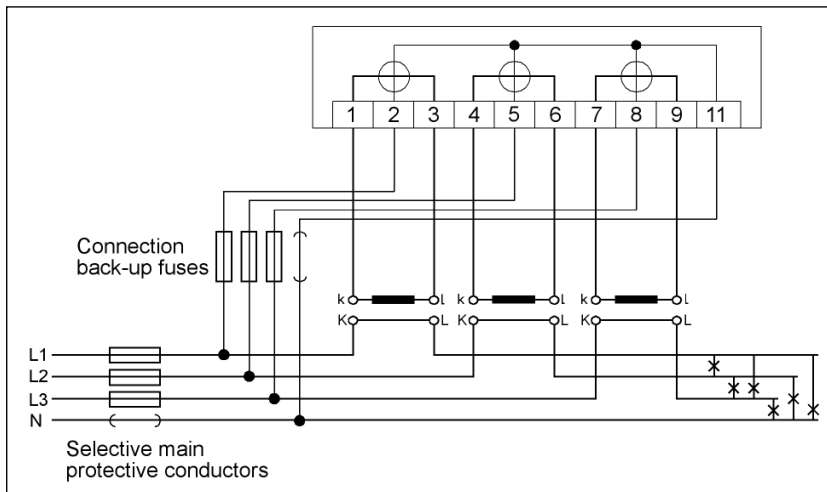 1 2 3 4 5 6 7 8 9 11
Connection
back-up fuses
k l k l k l
K L K L K L
L1
L2
L3
N
Selective main
protective conductors